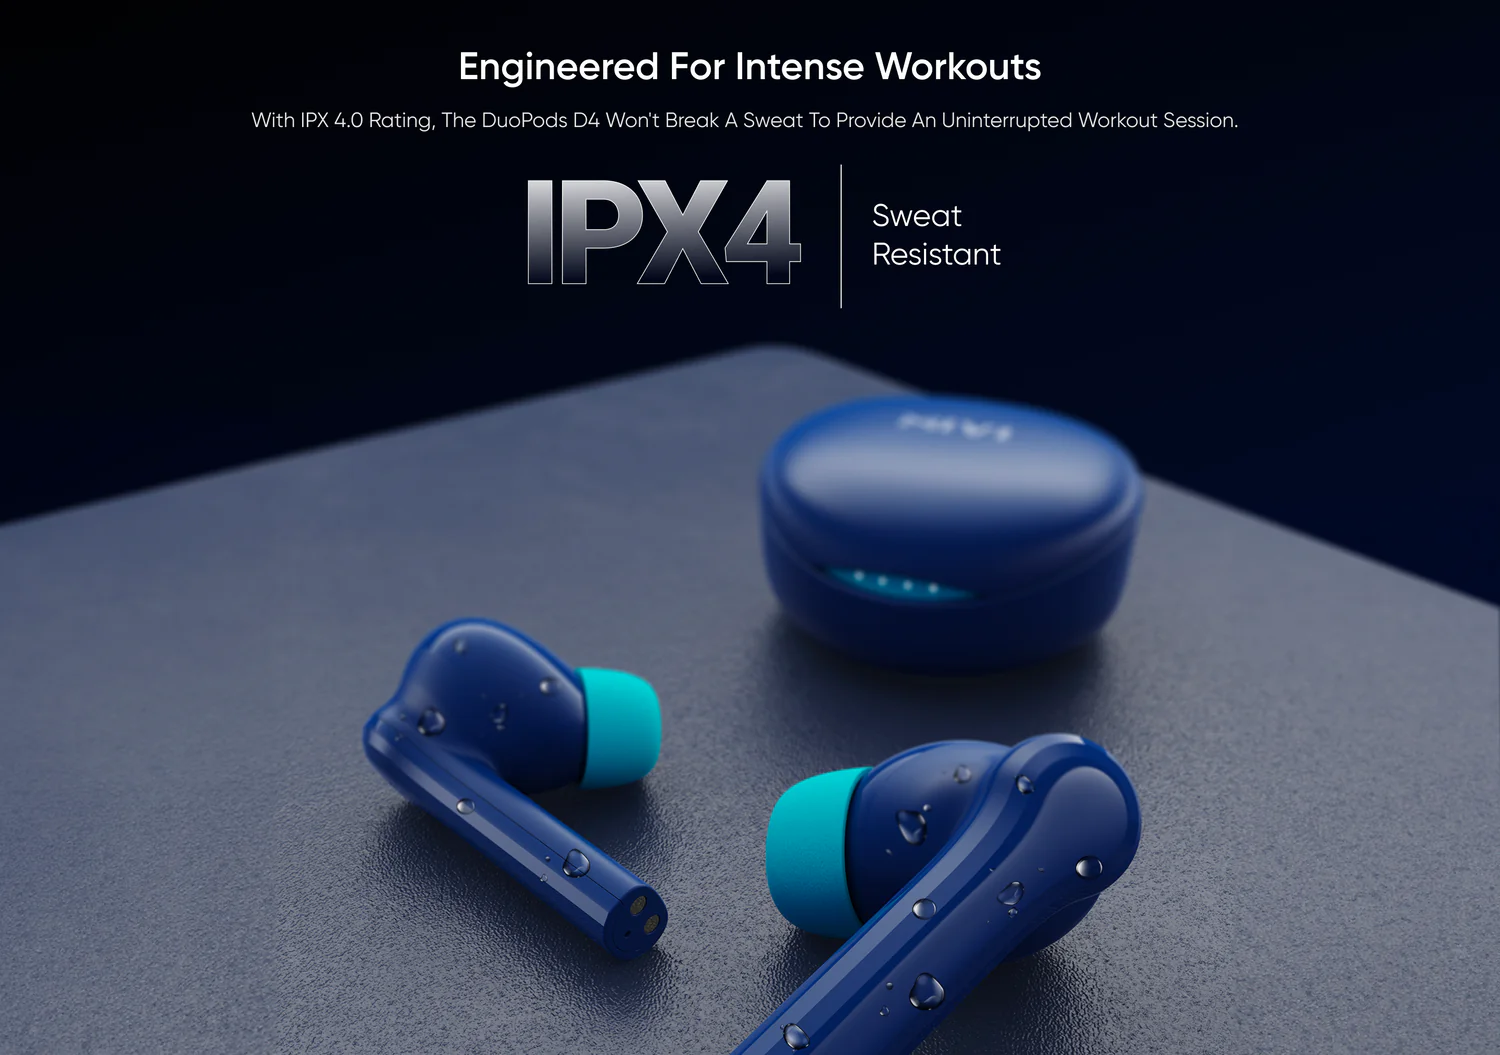 Engineered For Intense Workouts
With IPX 4.0 Rating, The DuoPods D4 Won't Break A Sweat To Provide An Uninterrupted Workout Session.
IPX4
Sweat
Resistant